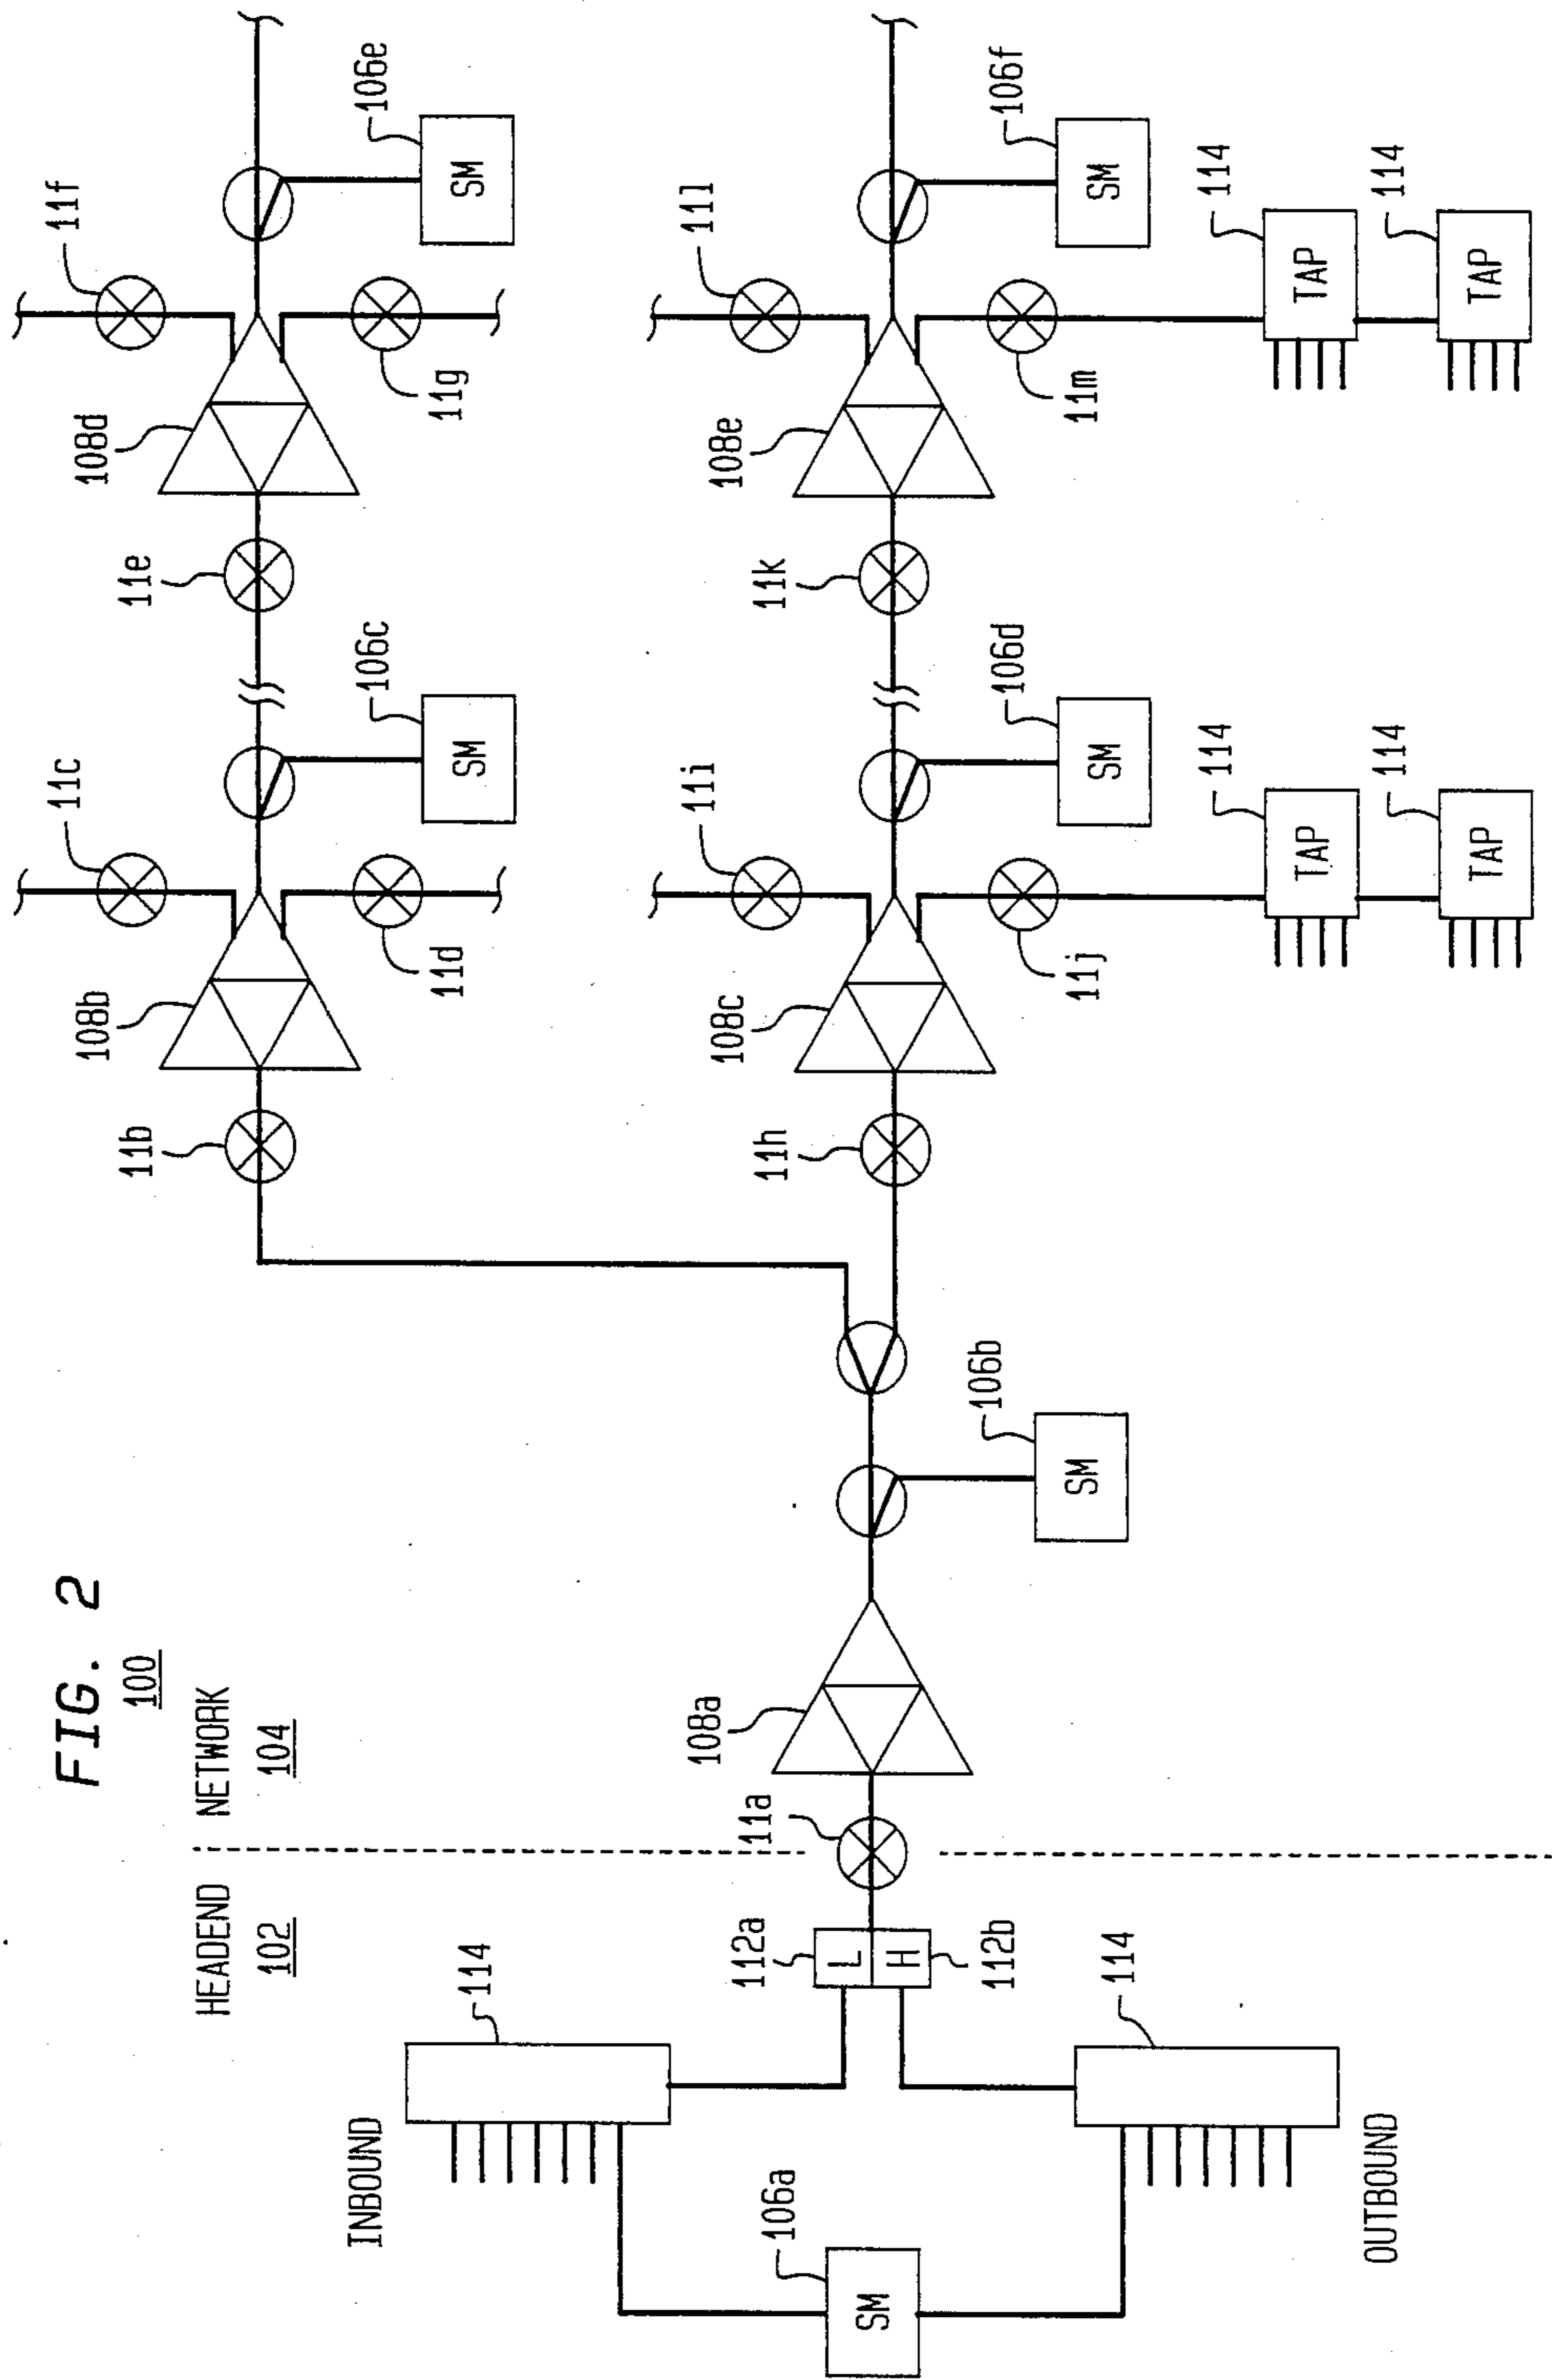 FIG. 2
100
HEADEND
102
NETWORK
104
INBOUND
114
106a
SM
OUTBOUND
114
112a
L
H
112b
11a
108a
106b
SM
11b
108b
11c
11d
106c
SM
11e
108d
11f
11g
106e
SM
11h
108c
11i
11j
106d
SM
114
TAP
114
TAP
11k
108e
11l
11m
106f
SM
114
TAP
114
TAP